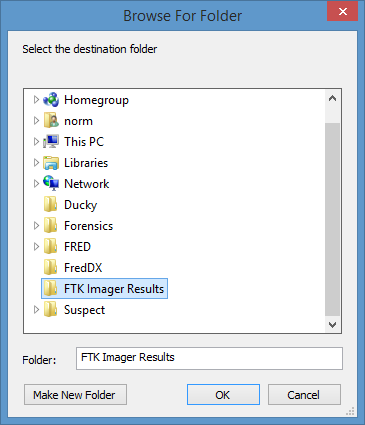 Browse For Folder
Select the destination folder
Homegroup
norm
This PC
Libraries
Network
Ducky
Forensics
FRED
FredDX
FTK Imager Results
Suspect
Folder: FTK Imager Results
Make New Folder OK Cancel